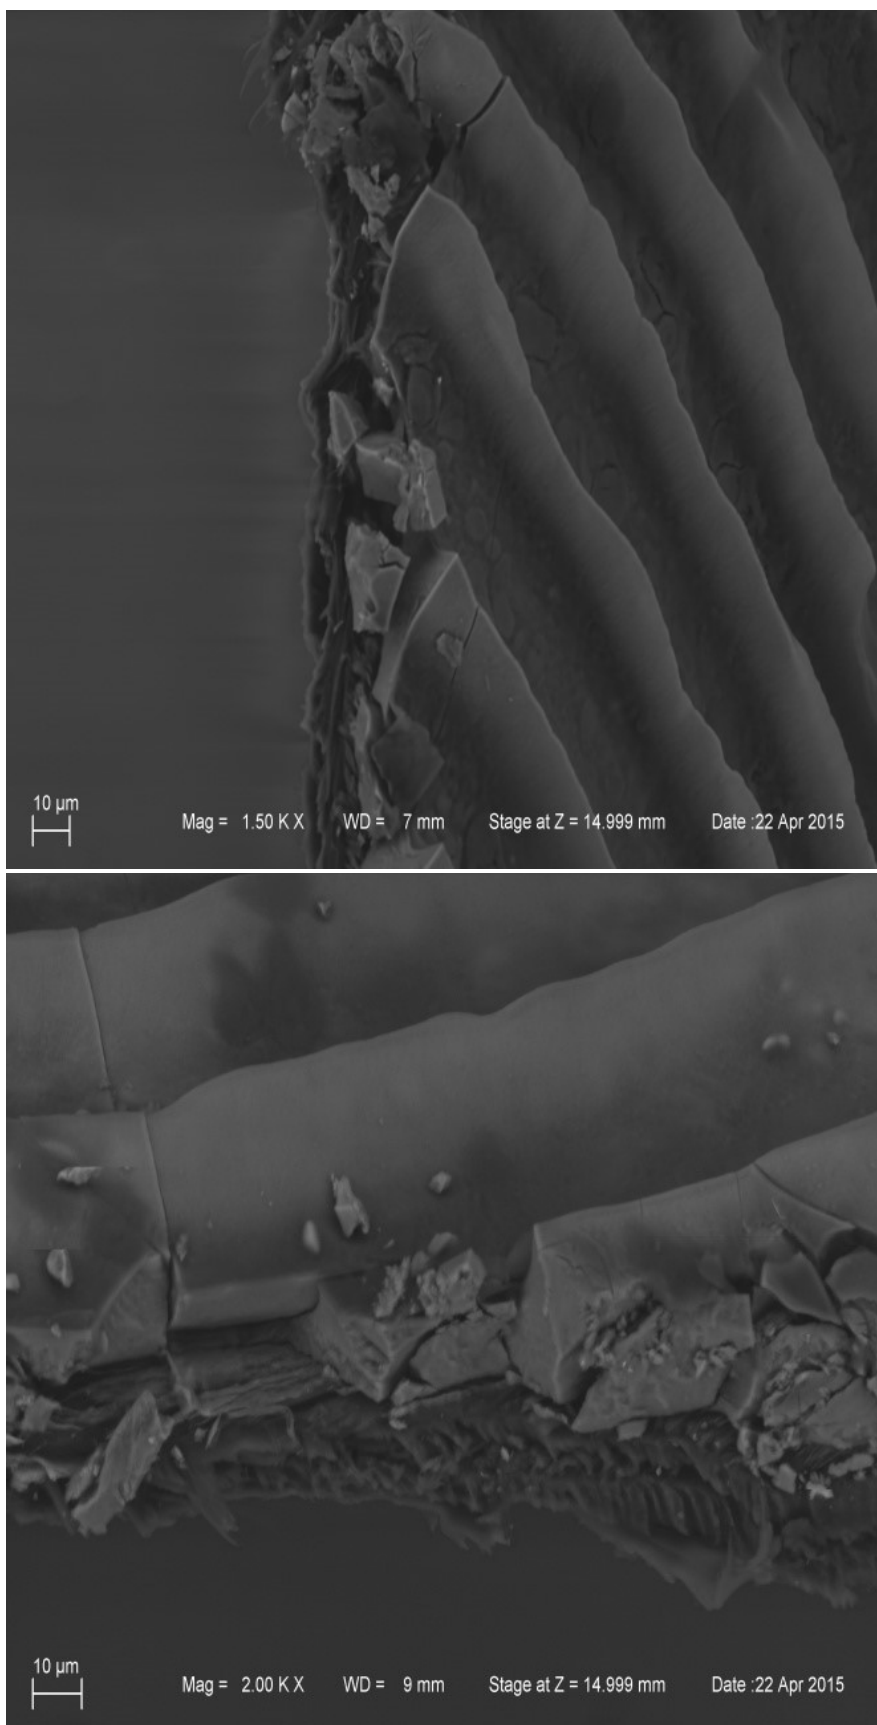 10 µm
Mag = 1.50 K X WD = 7 mm Stage at Z = 14.999 mm Date :22 Apr 2015
10 µm
Mag = 2.00 K X WD = 9 mm Stage at Z = 14.999 mm Date :22 Apr 2015